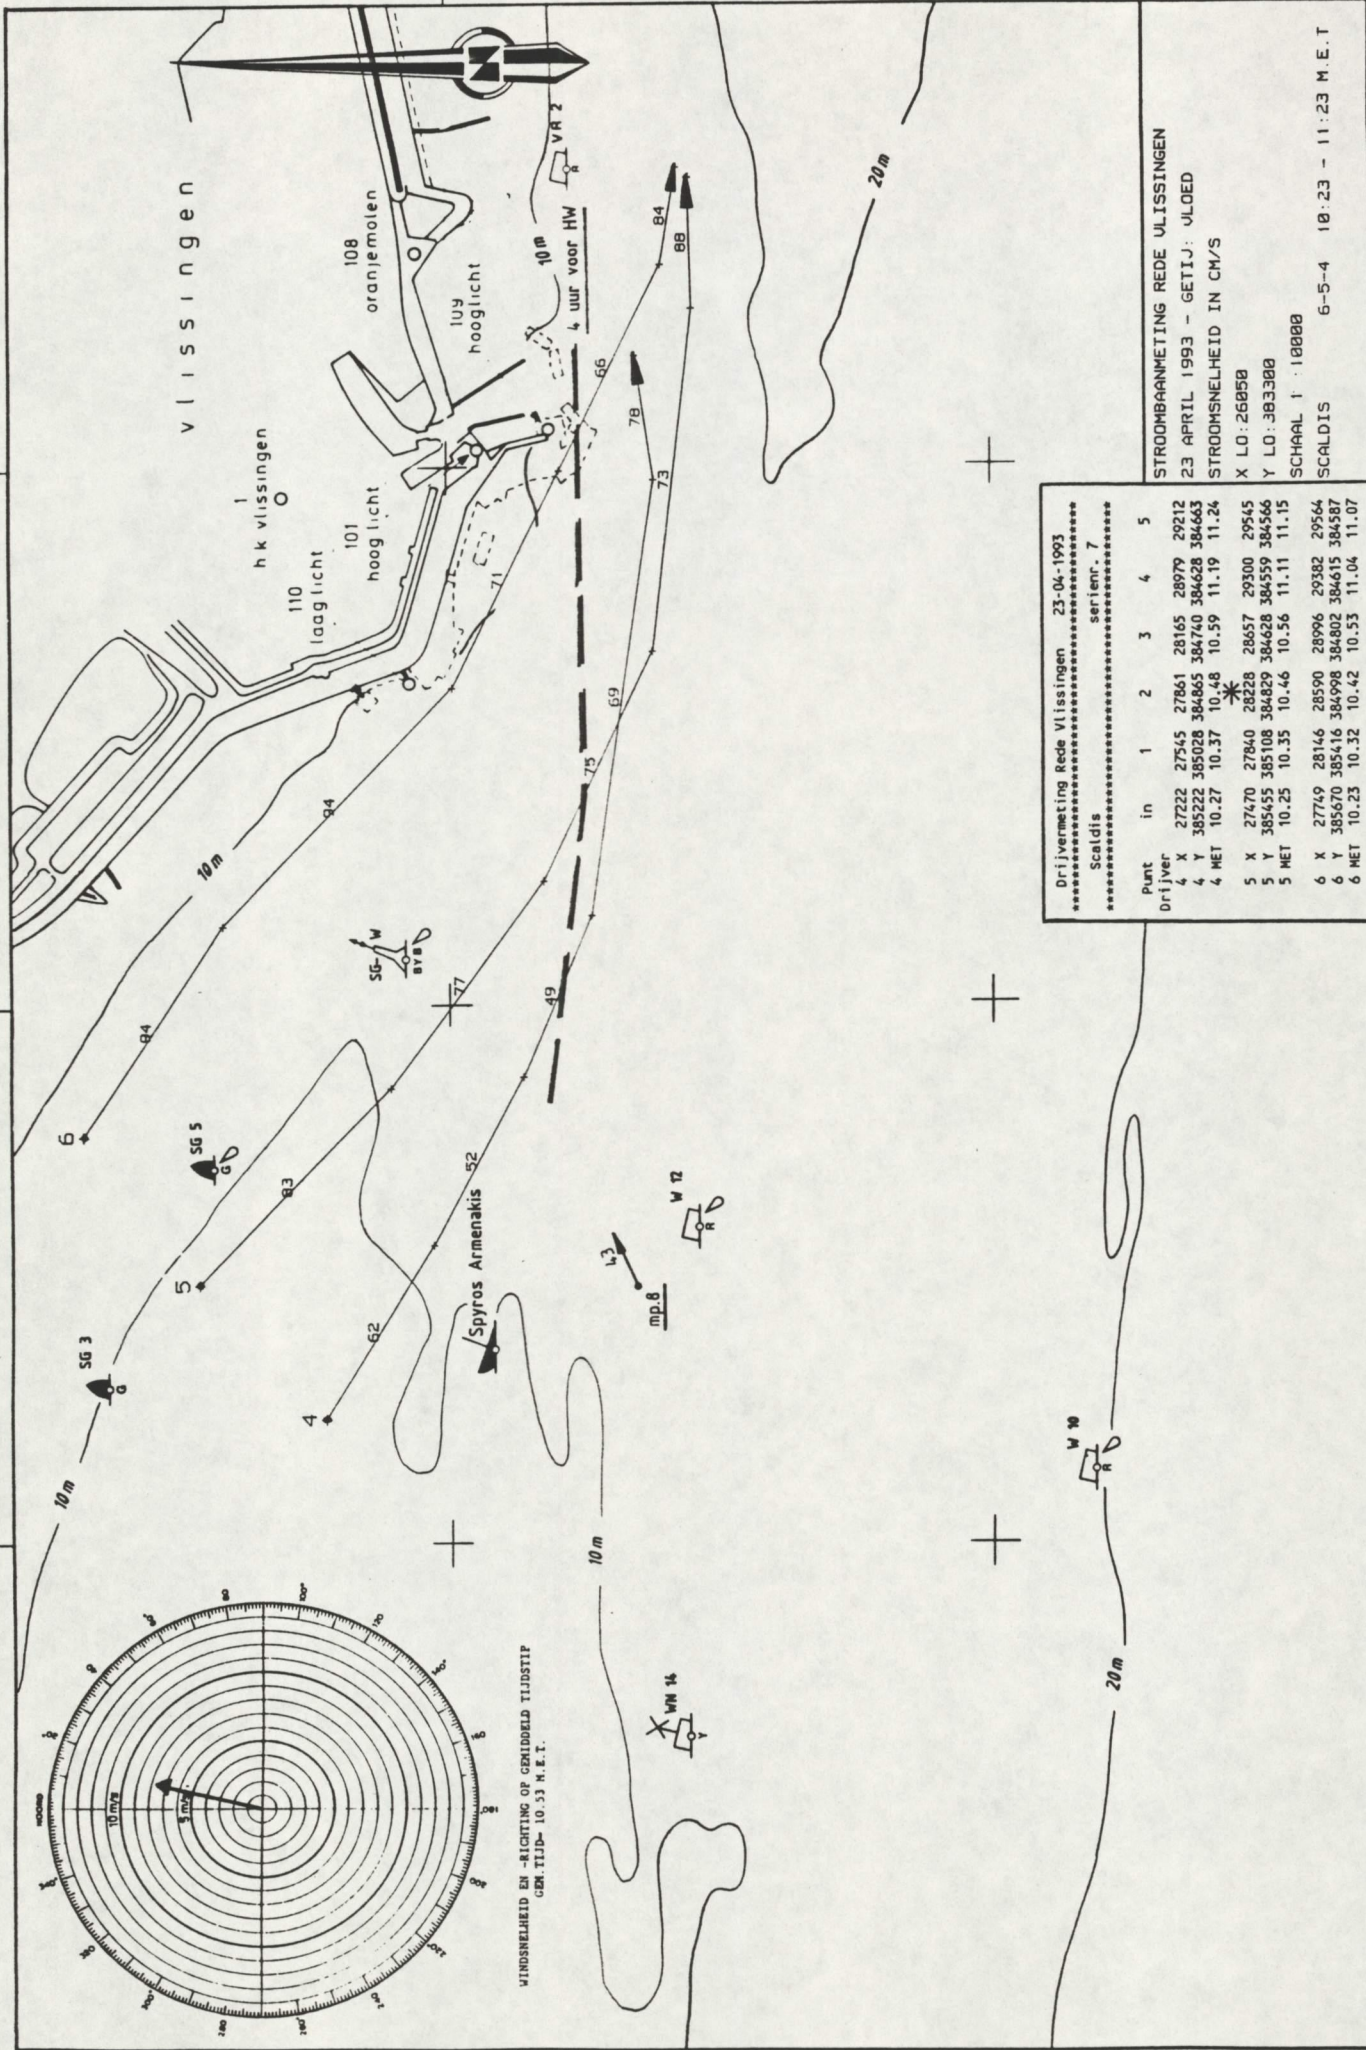 vlissingen
1
hk vlissingen
108
oranjemolen
109
hooglicht
101
hooglicht
110
laaglicht
N
VA 2
R
4 uur voor HW
10m
10m
10m
10m
20m
20m
SG 3
G
SG 5
G
SG-W
BYB
Spyros Armenakis
43
mp.8
W 12
R
W 10
R
WN 14
Y
6
94
94
71
66
84
5
83
77
75
69
78
4
62
52
49
73
88
NOORD
10 m/s
5 m/s
WINDSNELHEID EN -RICHTING OP GEMIDDELD TIJDSTIP
GEM.TIJD= 10.53 M.E.T.
Drijvermeting Rede Vlissingen 23-04-1993
Scaldis serienr. 7
Punt in 1 2 3 4 5
Drijver
4 X 27222 27545 27861 28165 28979 29212
4 Y 385222 385028 384865 384740 384628 384663
4 MET 10.27 10.37 10.48 10.59 11.19 11.24
5 X 27470 27840 28228 28657 29300 29545
5 Y 385455 385108 384829 384628 384559 384566
5 MET 10.25 10.35 10.46 10.56 11.11 11.15
6 X 27749 28146 28590 28996 29382 29564
6 Y 385670 385416 384998 384802 384615 384587
6 MET 10.23 10.32 10.42 10.53 11.04 11.07
STROOMBAANMETING REDE VLISSINGEN
23 APRIL 1993 - GETIJ: VLOED
STROOMSNELHEID IN CM/S
X LO:26050
Y LO:383300
SCHAAL 1 :10000
SCALDIS 6-5-4 10:23 - 11:23 M.E.T